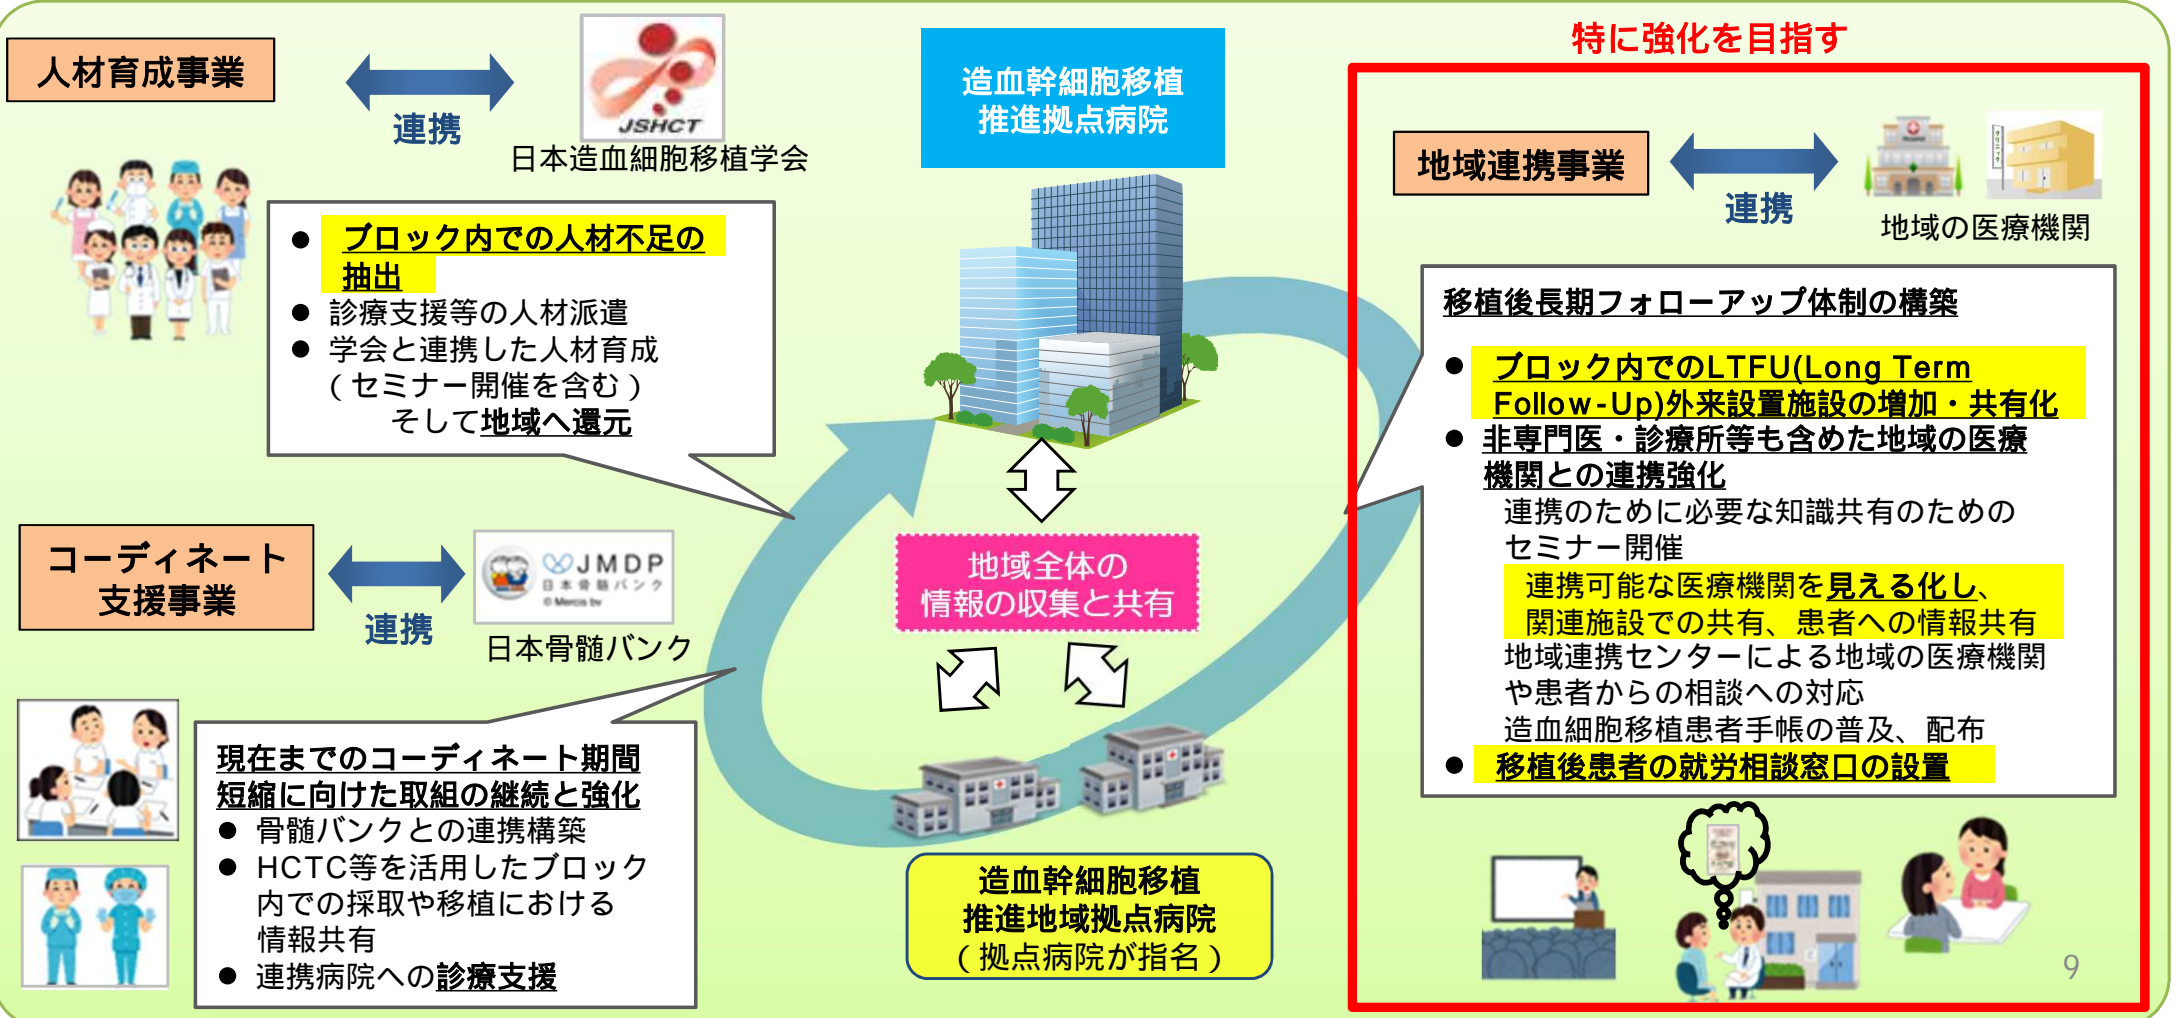 人材育成事業
連携
JSHCT
日本造血細胞移植学会
ブロック内での人材不足の
抽出
診療支援等の人材派遣
学会と連携した人材育成
（セミナー開催を含む）
そして地域へ還元
コーディネート
支援事業
連携
JMDP
日本骨髄バンク
© Mercis bv
日本骨髄バンク
現在までのコーディネート期間
短縮に向けた取組の継続と強化
骨髄バンクとの連携構築
HCTC等を活用したブロック
内での採取や移植における
情報共有
連携病院への診療支援
造血幹細胞移植
推進拠点病院
地域全体の
情報の収集と共有
造血幹細胞移植
推進地域拠点病院
（拠点病院が指名）
特に強化を目指す
地域連携事業
連携
Hospital
クリニック
地域の医療機関
移植後長期フォローアップ体制の構築
ブロック内でのLTFU(Long Term
Follow-Up)外来設置施設の増加・共有化
非専門医・診療所等も含めた地域の医療
機関との連携強化
連携のために必要な知識共有のための
セミナー開催
連携可能な医療機関を見える化し、
関連施設での共有、患者への情報共有
地域連携センターによる地域の医療機関
や患者からの相談への対応
造血細胞移植患者手帳の普及、配布
移植後患者の就労相談窓口の設置
9